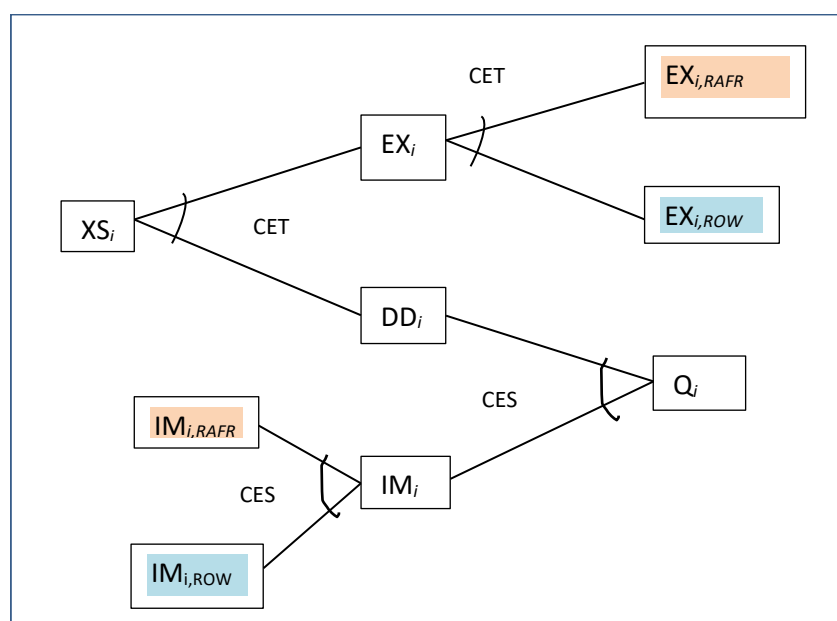 CET
EXi,RAFR
EXi
XSi
CET
EXi,ROW
DDi
Qi
CES
IMi,RAFR
IMi
CES
IMi,ROW